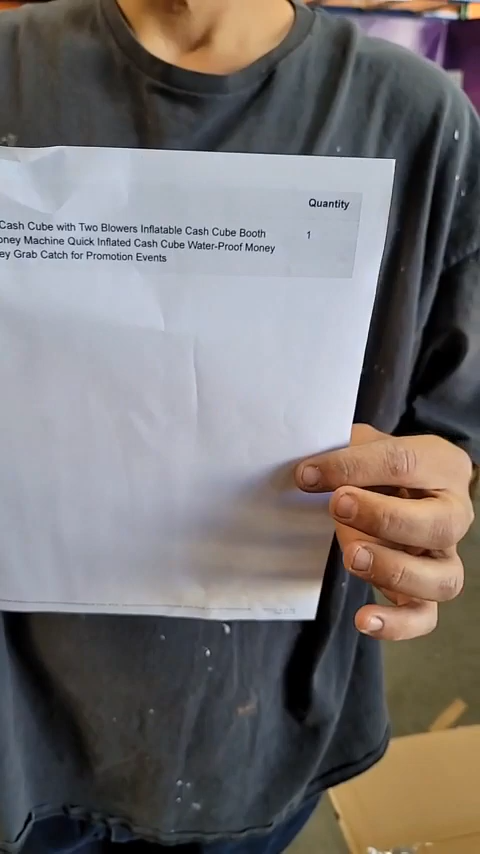 Quantity
Cash Cube with Two Blowers Inflatable Cash Cube Booth
1
oney Machine Quick Inflated Cash Cube Water-Proof Money
ey Grab Catch for Promotion Events